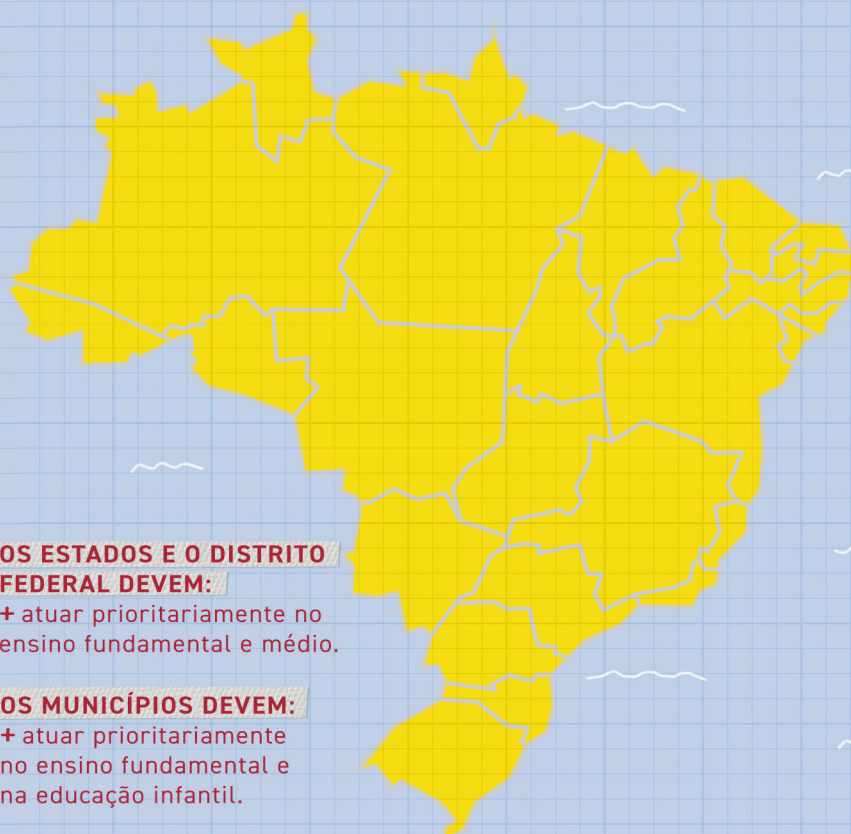 OS ESTADOS E O DISTRITO
FEDERAL DEVEM:
+ atuar prioritariamente no
ensino fundamental e médio.
OS MUNICÍPIOS DEVEM:
+ atuar prioritariamente
no ensino fundamental e
na educação infantil.